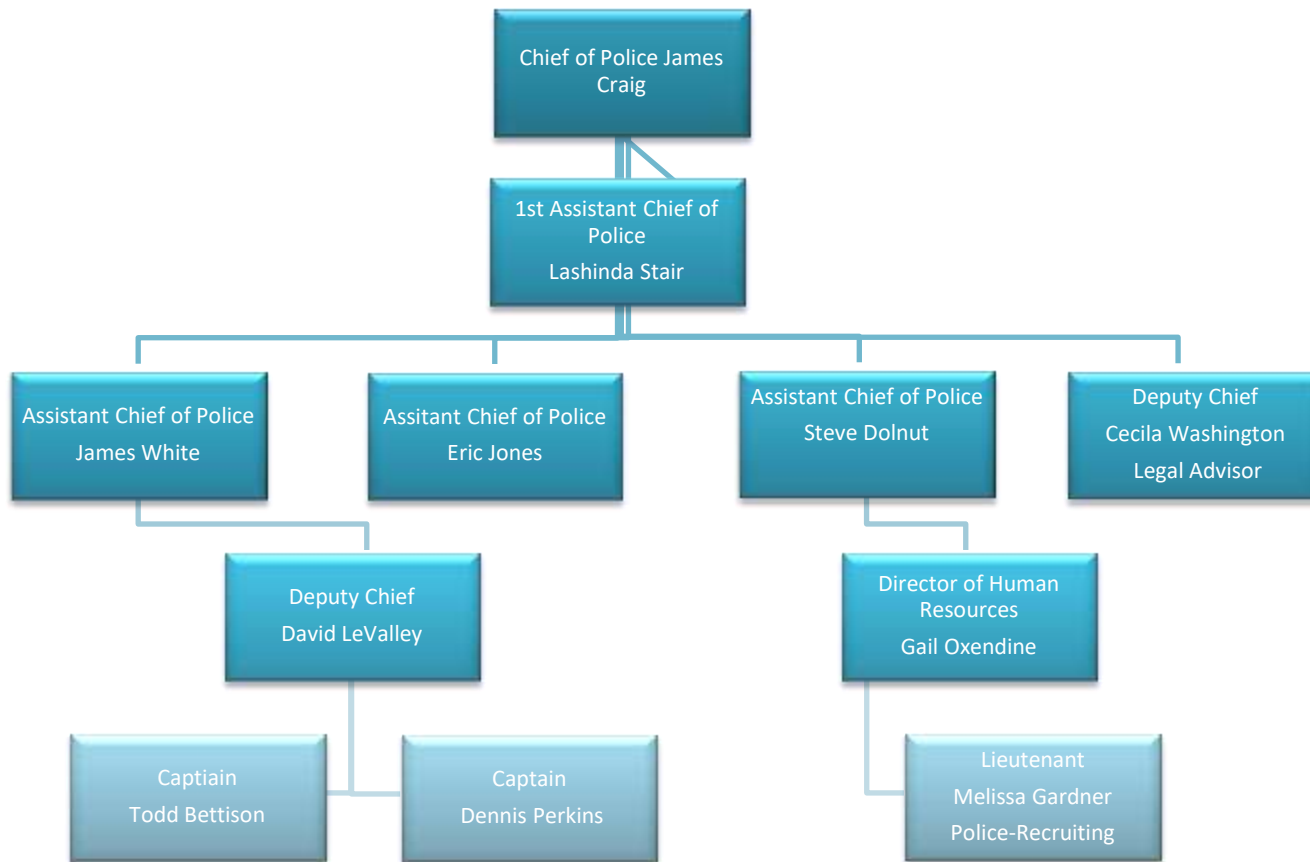 Chief of Police James
Craig
1st Assistant Chief of
Police
Lashinda Stair
Assistant Chief of Police
James White
Assitant Chief of Police
Eric Jones
Assistant Chief of Police
Steve Dolnut
Deputy Chief
Cecila Washington
Legal Advisor
Deputy Chief
David LeValley
Director of Human
Resources
Gail Oxendine
Captiain
Todd Bettison
Captain
Dennis Perkins
Lieutenant
Melissa Gardner
Police-Recruiting